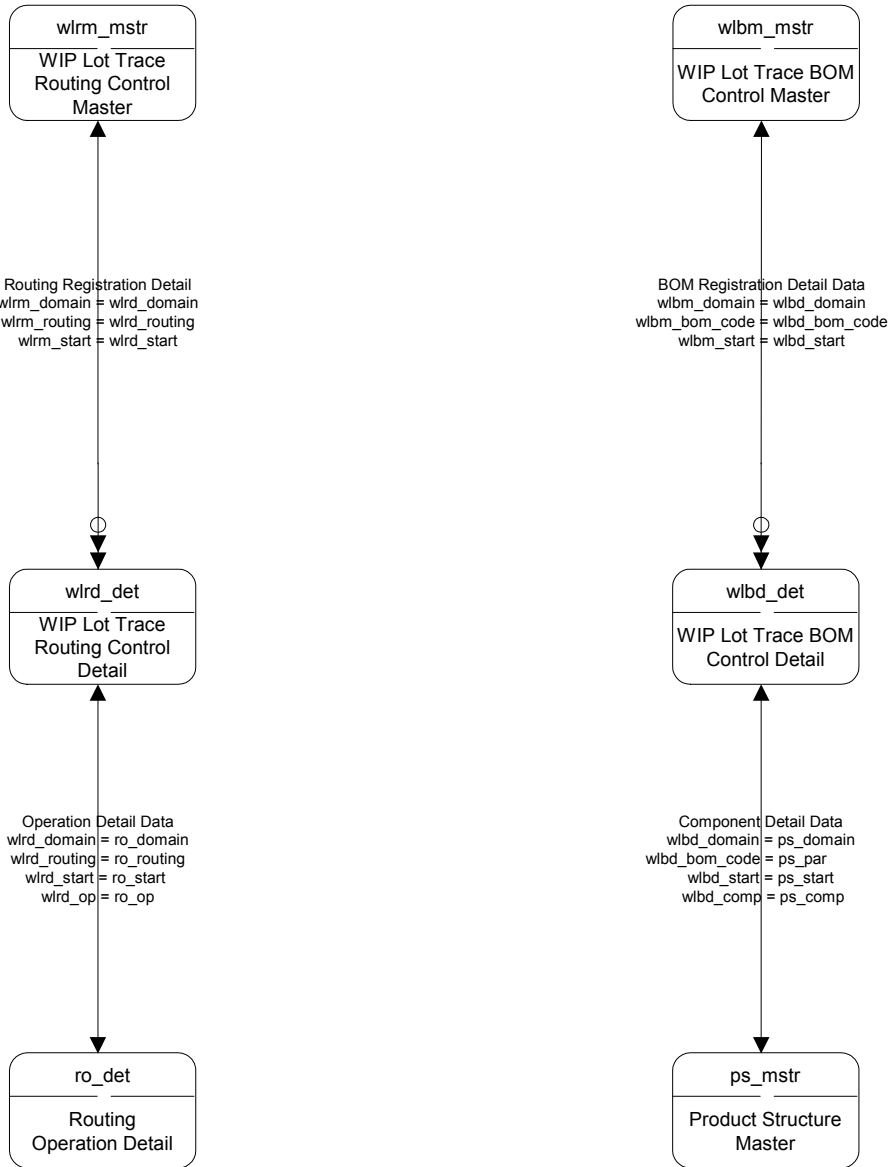 wlrm_mstr
WIP Lot Trace
Routing Control
Master
wlbm_mstr
WIP Lot Trace BOM
Control Master
Routing Registration Detail
wlrm_domain = wlrd_domain
wlrm_routing = wlrd_routing
wlrm_start = wlrd_start
BOM Registration Detail Data
wlbm_domain = wlbd_domain
wlbm_bom_code = wlbd_bom_code
wlbm_start = wlbd_start
wlrd_det
WIP Lot Trace
Routing Control
Detail
wlbd_det
WIP Lot Trace BOM
Control Detail
Operation Detail Data
wlrd_domain = ro_domain
wlrd_routing = ro_routing
wlrd_start = ro_start
wlrd_op = ro_op
Component Detail Data
wlbd_domain = ps_domain
wlbd_bom_code = ps_par
wlbd_start = ps_start
wlbd_comp = ps_comp
ro_det
Routing
Operation Detail
ps_mstr
Product Structure
Master